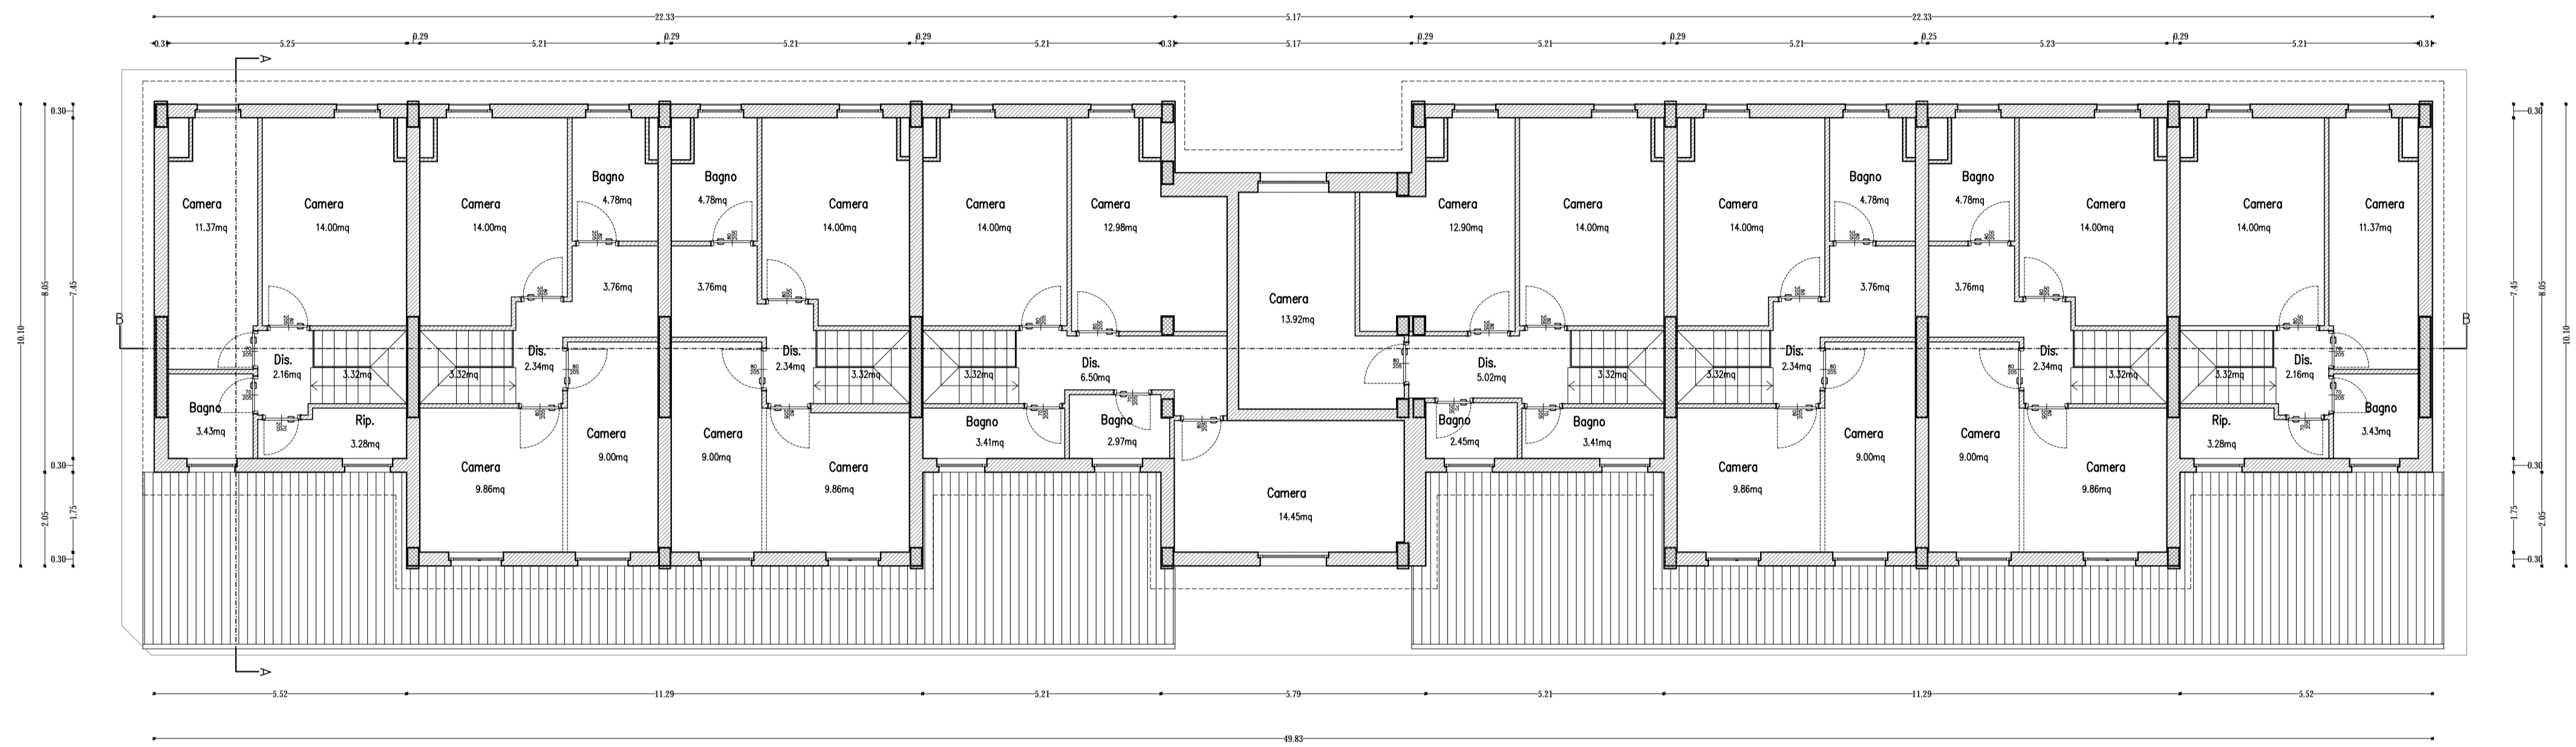 22.33 5.17 22.33
0.31 5.25 0.29 5.21 0.29 5.21 0.29 5.21 0.31 5.17 0.29 5.21 0.29 5.21 0.25 5.23 0.29 5.21 0.31
A
0.30 0.30
Bagno Bagno Bagno Bagno
4.78mq 4.78mq 4.78mq 4.78mq
Camera Camera Camera Camera Camera Camera Camera Camera Camera Camera Camera Camera
11.37mq 14.00mq 14.00mq 14.00mq 14.00mq 12.98mq 12.90mq 14.00mq 14.00mq 14.00mq 14.00mq 11.37mq
3.76mq 3.76mq 3.76mq 3.76mq
Camera
13.92mq
10.10 8.05 7.45 7.45 8.05 10.10
B B
Dis. Dis. Dis. Dis. Dis. Dis. Dis. Dis.
2.16mq 3.32mq 3.32mq 2.34mq 2.34mq 3.32mq 3.32mq 6.50mq 5.02mq 3.32mq 3.32mq 2.34mq 2.34mq 3.32mq 3.32mq 2.16mq
80
205
70
205
Bagno Rip. Bagno Bagno Bagno Bagno Rip. Bagno
3.43mq 3.28mq 3.41mq 2.97mq 2.45mq 3.41mq 3.28mq 3.43mq
Camera Camera Camera Camera
9.00mq 9.00mq 9.00mq 9.00mq
Camera Camera Camera Camera
9.86mq 9.86mq 9.86mq 9.86mq
Camera
14.45mq
0.30 0.30
2.05 1.75 1.75 2.05
0.30 0.30
A
5.52 11.29 5.21 5.79 5.21 11.29 5.52
49.83